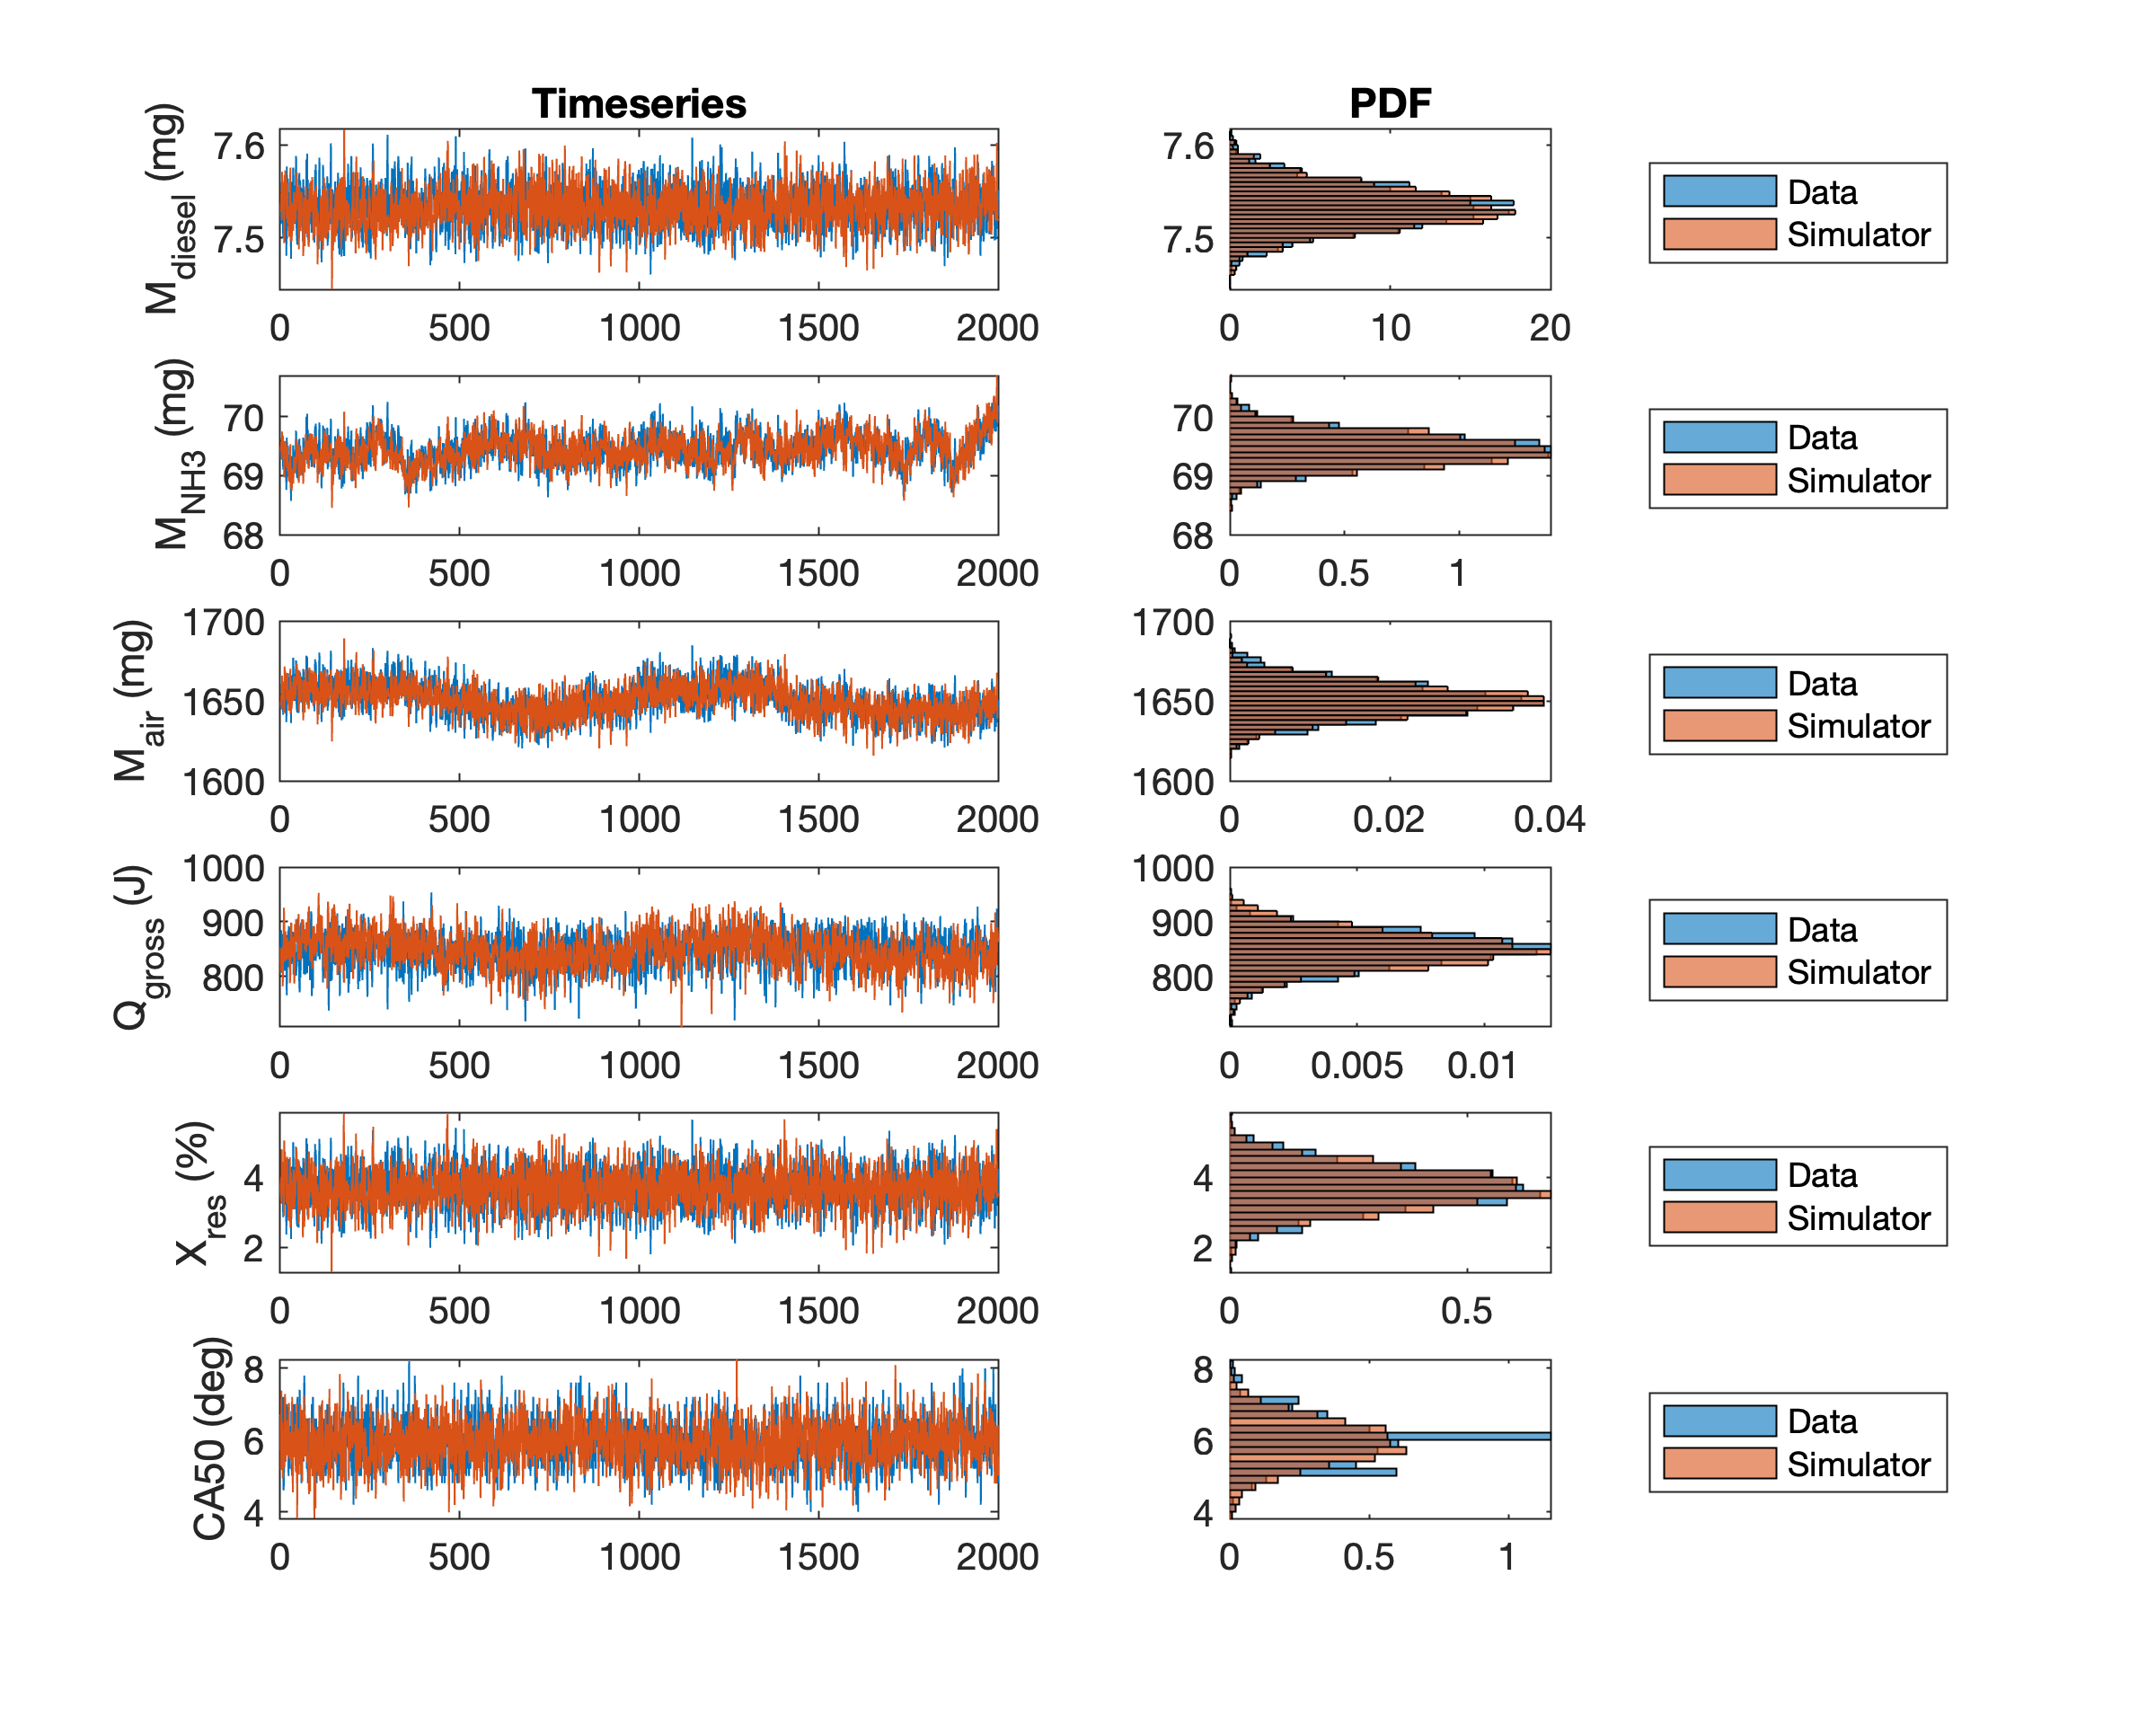 Timeseries
PDF
M_diesel (mg)
7.6
7.5
0 500 1000 1500 2000
7.6
7.5
0 10 20
Data
Simulator
M_NH3 (mg)
70
69
68
0 500 1000 1500 2000
70
69
68
0 0.5 1
Data
Simulator
M_air (mg)
1700
1650
1600
0 500 1000 1500 2000
1700
1650
1600
0 0.02 0.04
Data
Simulator
Q_gross (J)
1000
900
800
0 500 1000 1500 2000
1000
900
800
0 0.005 0.01
Data
Simulator
X_res (%)
4
2
0 500 1000 1500 2000
4
2
0 0.5
Data
Simulator
CA50 (deg)
8
6
4
0 500 1000 1500 2000
8
6
4
0 0.5 1
Data
Simulator